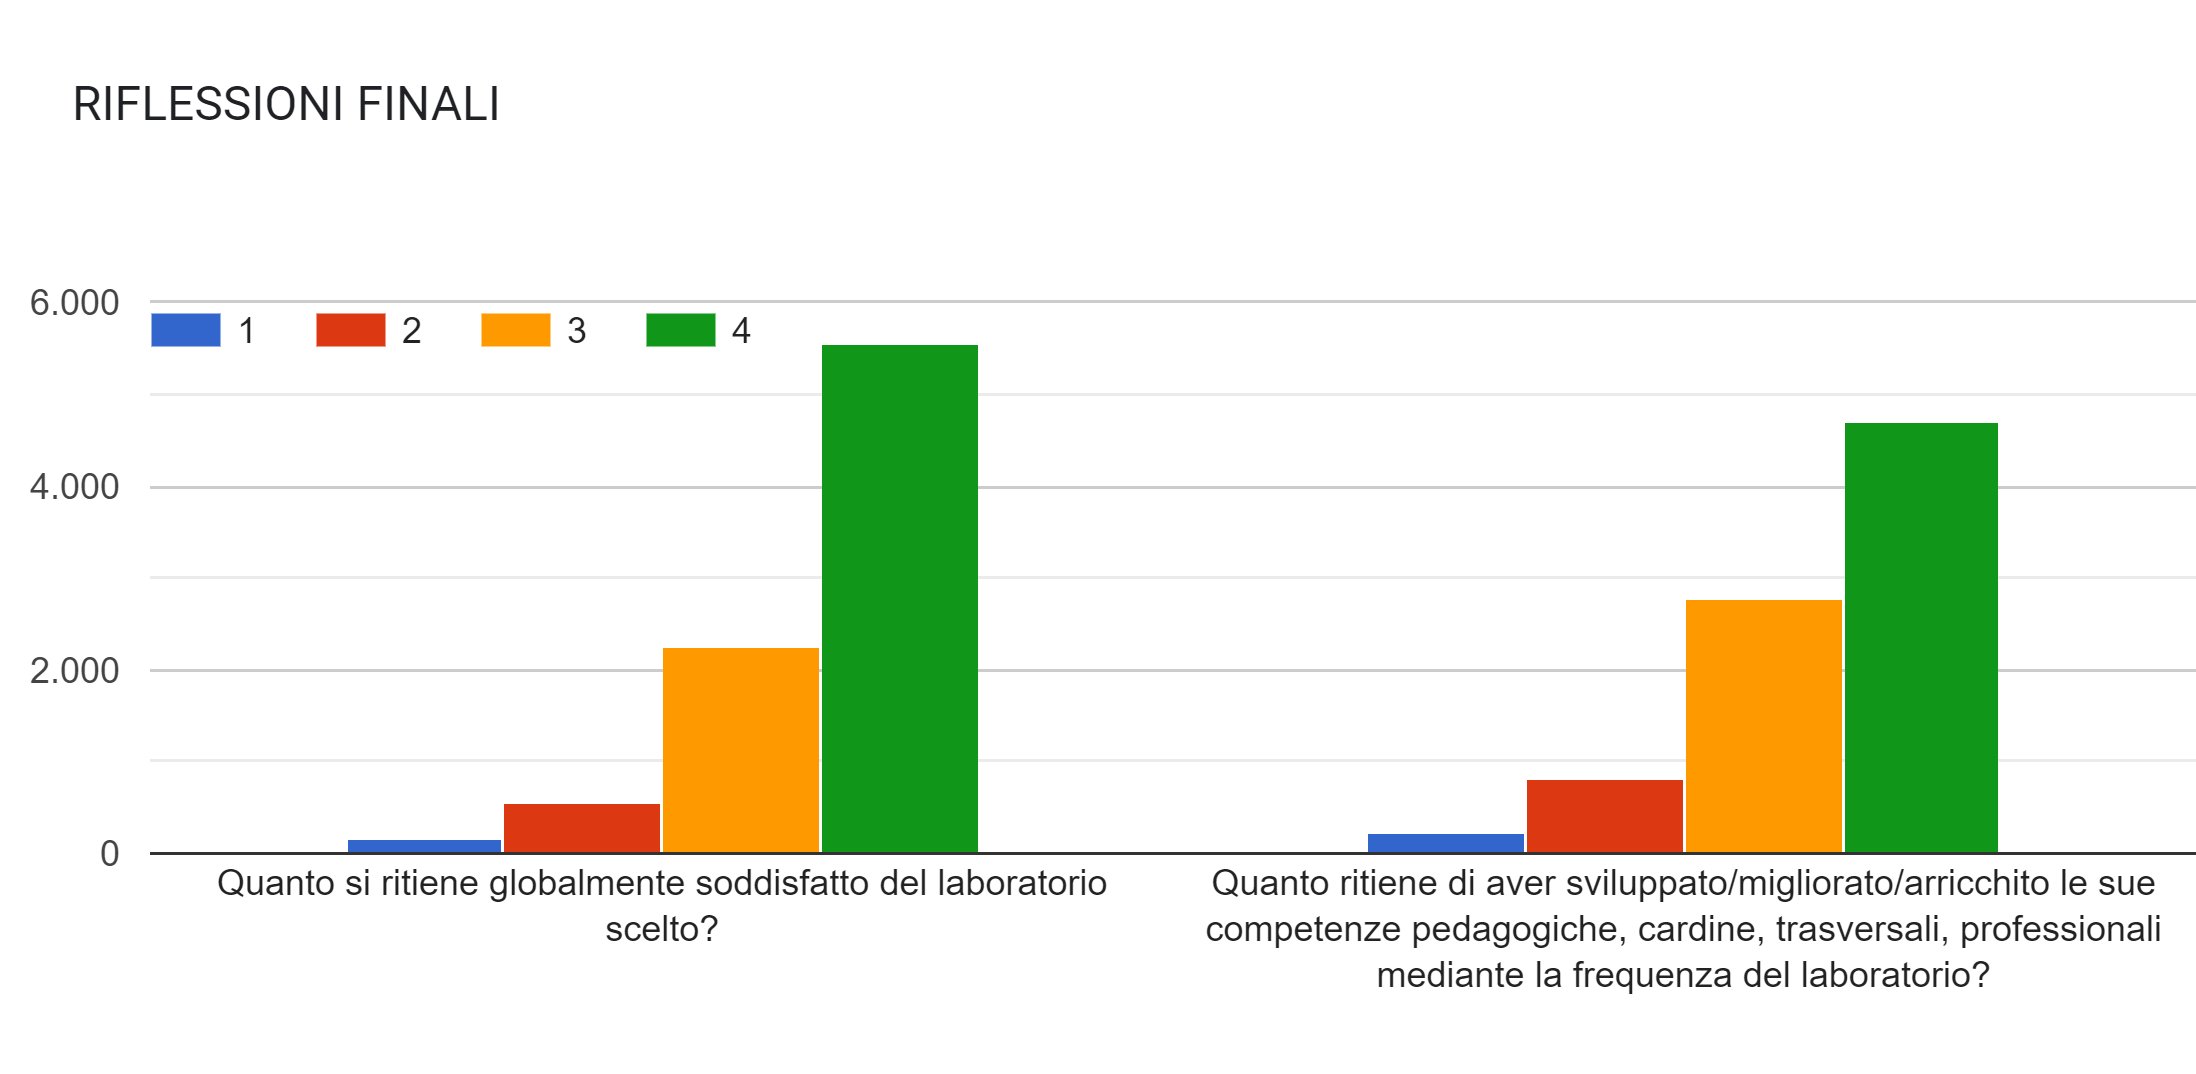 RIFLESSIONI FINALI
6.000
1 2 3 4
4.000
2.000
0
Quanto si ritiene globalmente soddisfatto del laboratorio
scelto?
Quanto ritiene di aver sviluppato/migliorato/arricchito le sue
competenze pedagogiche, cardine, trasversali, professionali
mediante la frequenza del laboratorio?